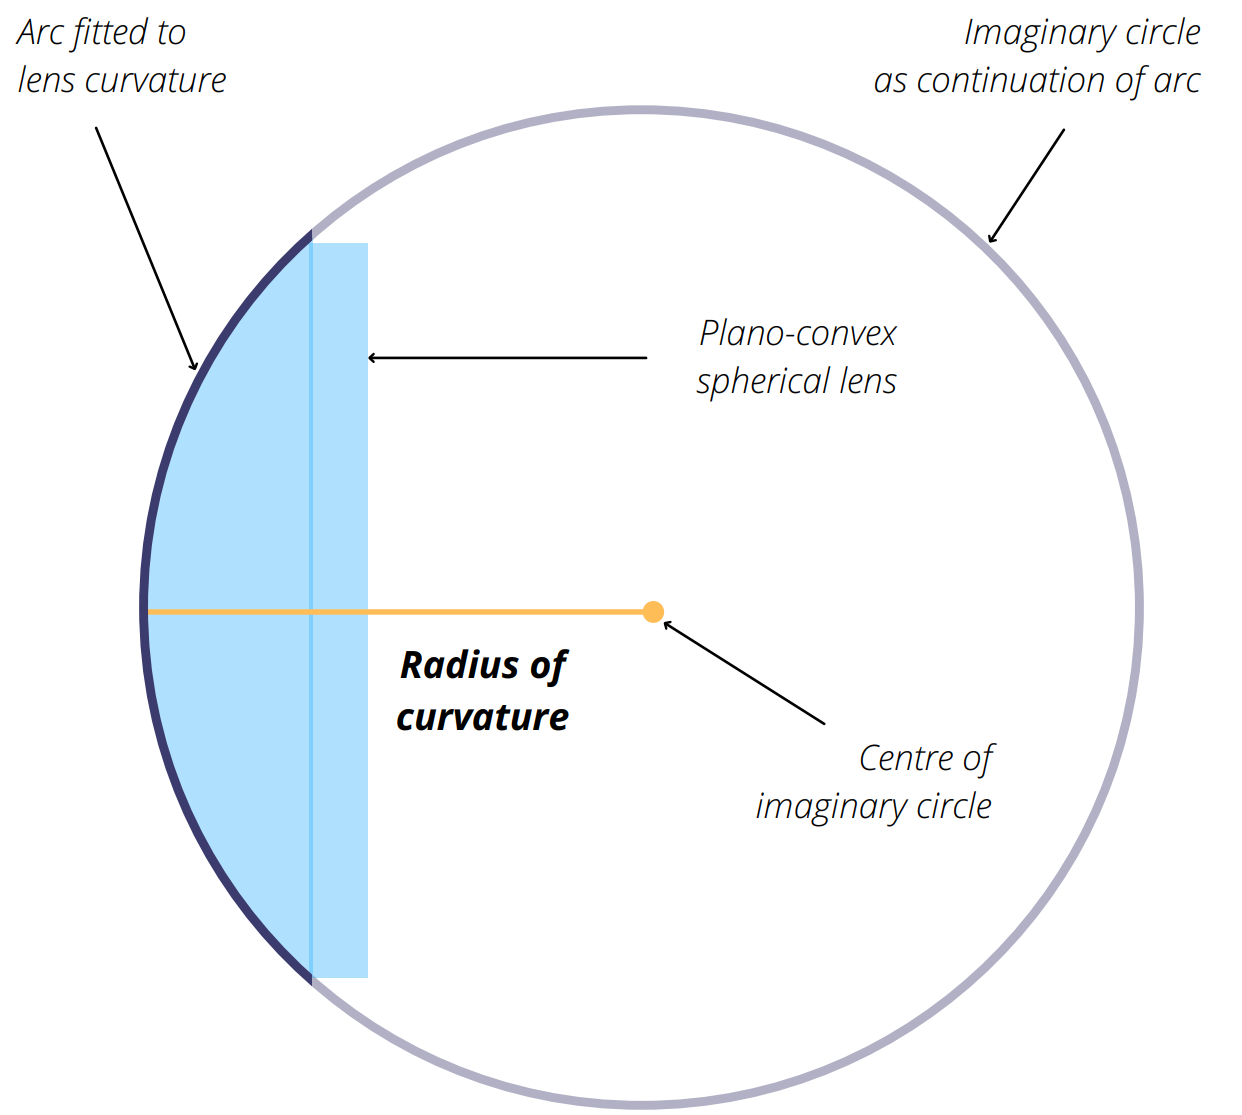 Arc fitted to
lens curvature
Imaginary circle
as continuation of arc
Plano-convex
spherical lens
Radius of
curvature
Centre of
imaginary circle